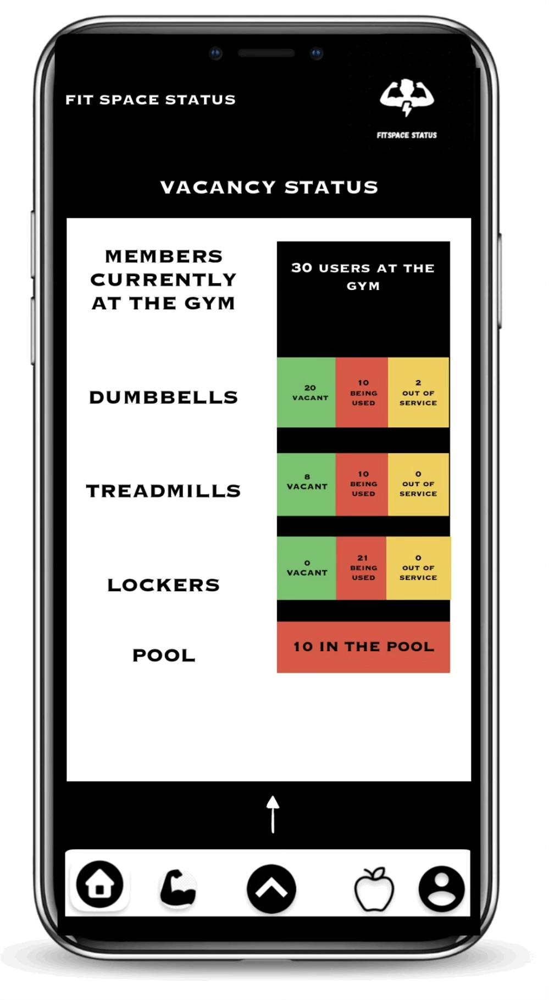 FIT SPACE STATUS
FITSPACE STATUS
VACANCY STATUS
MEMBERS
CURRENTLY
AT THE GYM
30 USERS AT THE
GYM
DUMBBELLS
20
VACANT
10
BEING
USED
2
OUT OF
SERVICE
TREADMILLS
8
VACANT
10
BEING
USED
0
OUT OF
SERVICE
LOCKERS
0
VACANT
21
BEING
USED
0
OUT OF
SERVICE
POOL
10 IN THE POOL